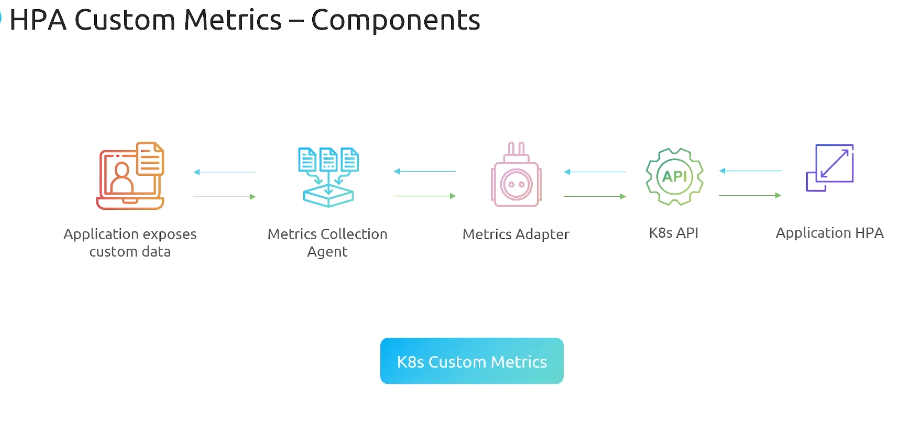 HPA Custom Metrics – Components
API
Application exposes
custom data
Metrics Collection
Agent
Metrics Adapter
K8s API
Application HPA
K8s Custom Metrics